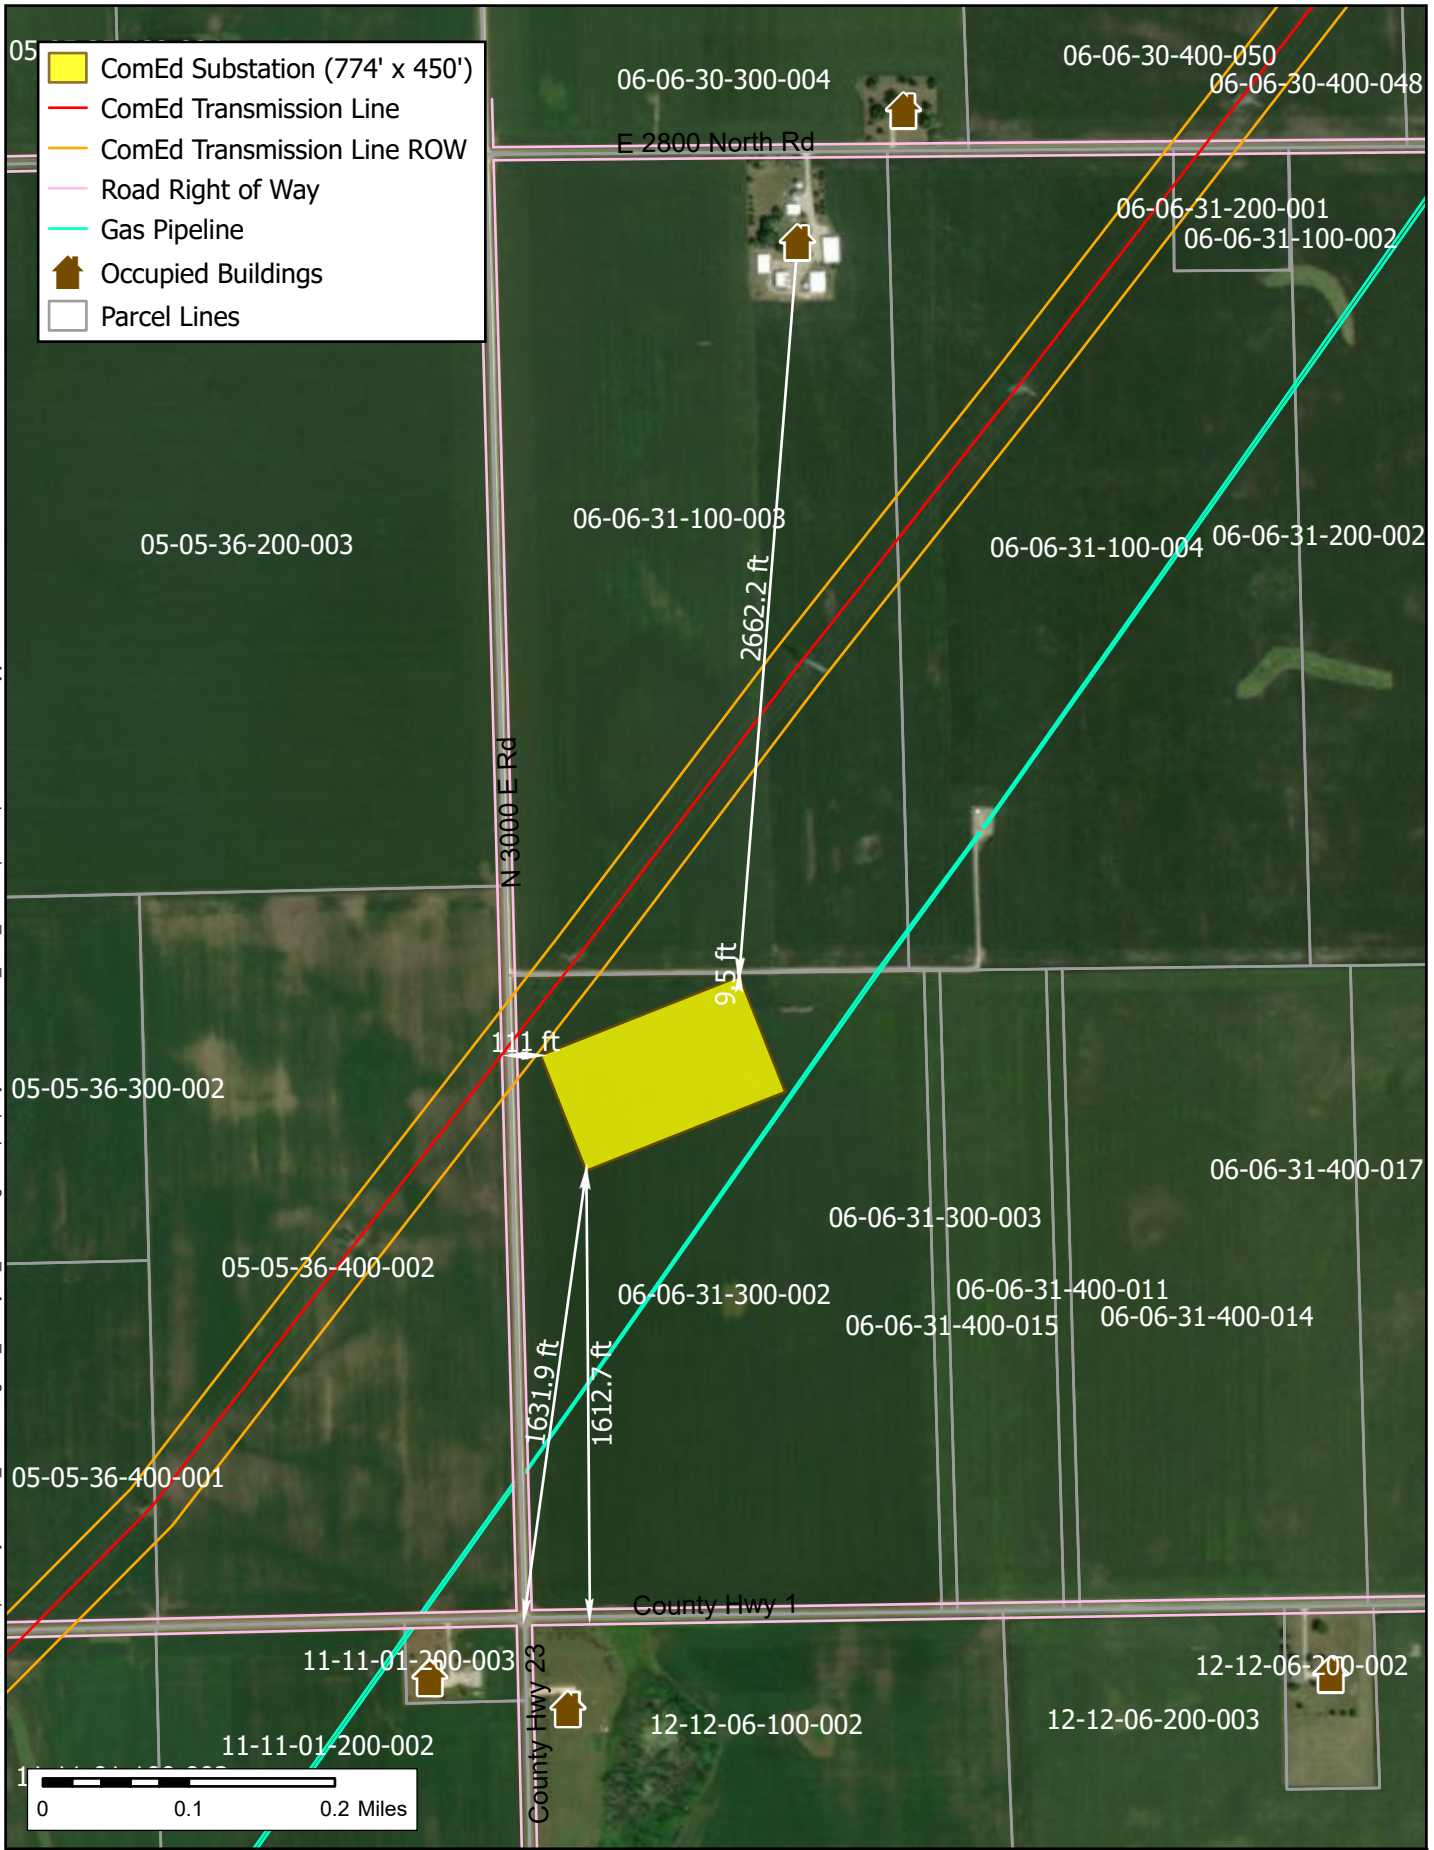 05
ComEd Substation (774' x 450')
ComEd Transmission Line
ComEd Transmission Line ROW
Road Right of Way
Gas Pipeline
Occupied Buildings
Parcel Lines
06-06-30-300-004
06-06-30-400-050
06-06-30-400-048
E 2800 North Rd
06-06-31-200-001
06-06-31-100-002
06-06-31-100-003
05-05-36-200-003
06-06-31-100-004
06-06-31-200-002
2662.2 ft
N 3000 E Rd
9.5 ft
111 ft
05-05-36-300-002
06-06-31-400-017
06-06-31-300-003
05-05-36-400-002
06-06-31-300-002
06-06-31-400-011
06-06-31-400-015
06-06-31-400-014
1631.9 ft
1612.7 ft
05-05-36-400-001
County Hwy 1
11-11-01-200-003
County Hwy 23
12-12-06-200-002
12-12-06-100-002
12-12-06-200-003
11-11-01-200-002
0 0.1 0.2 Miles